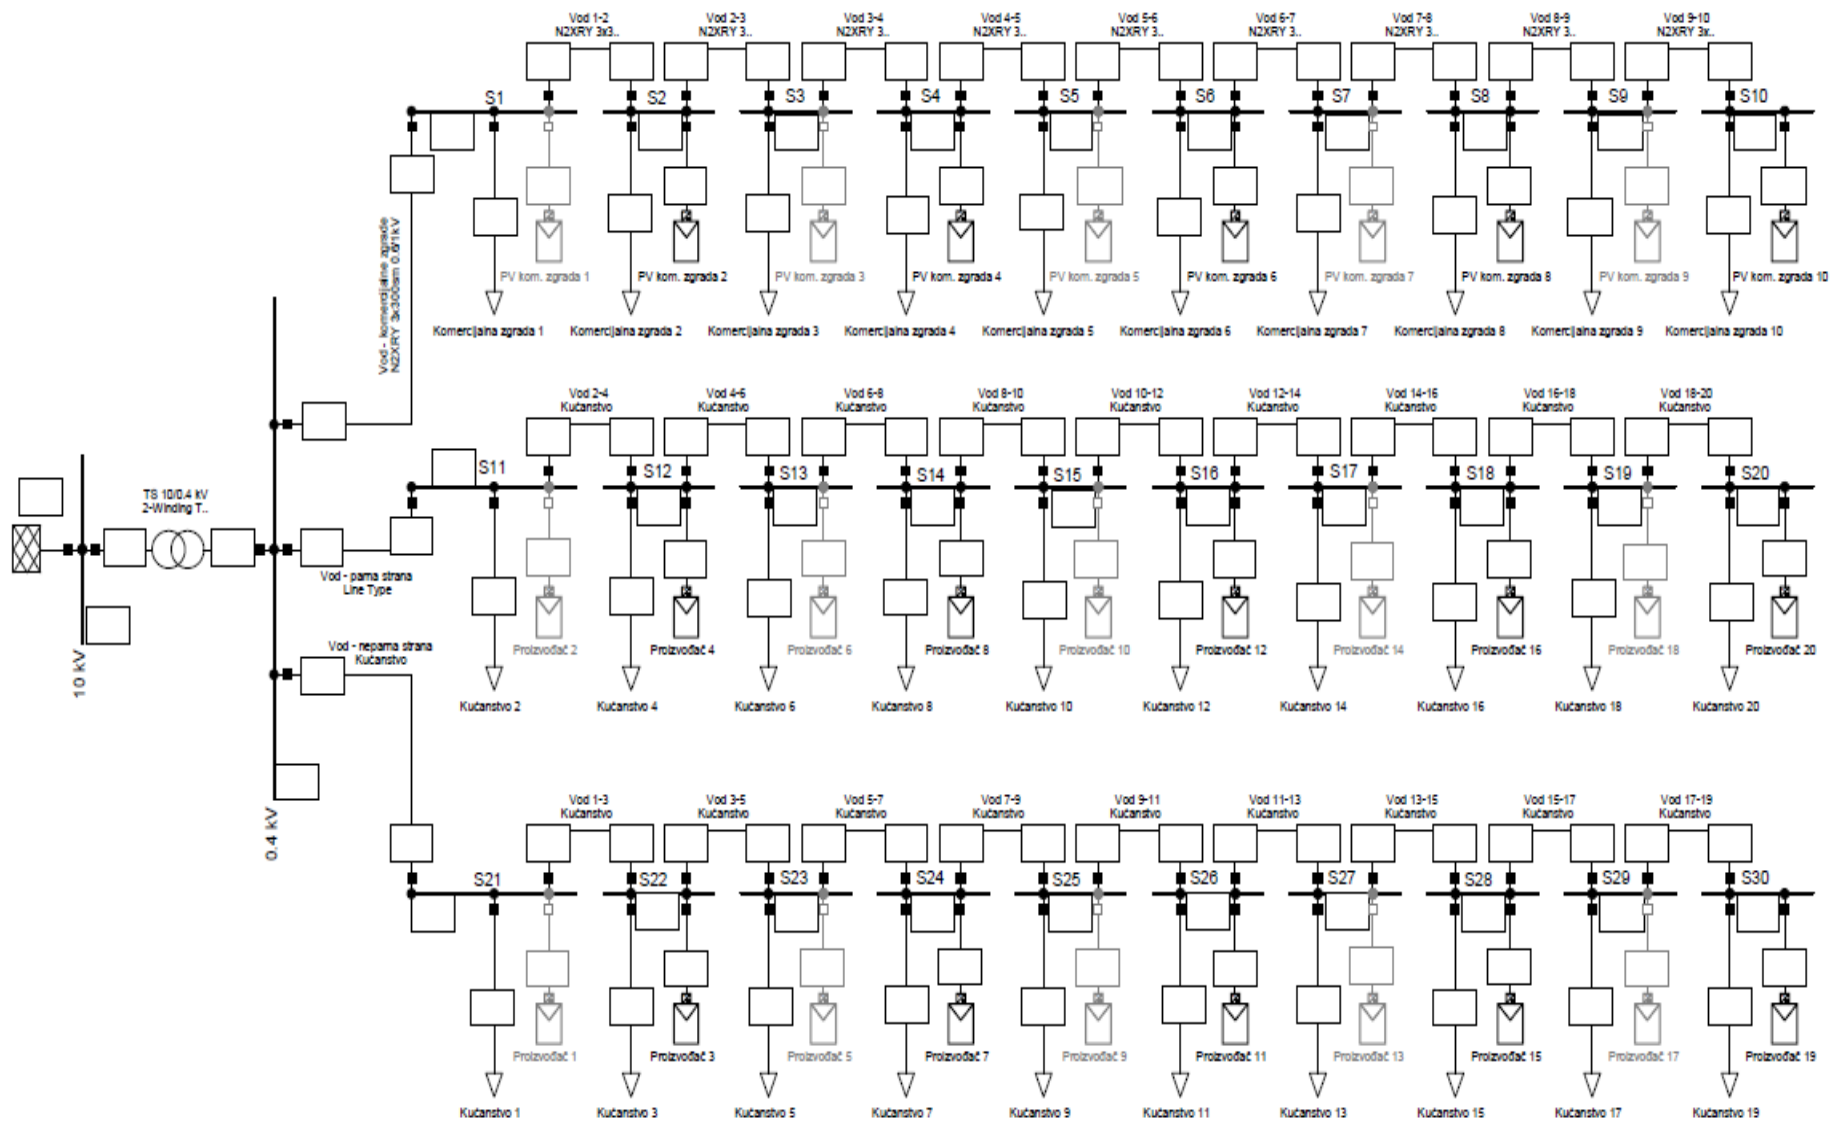 Vod 1-2
N2XRY 3x3..
Vod 2-3
N2XRY 3..
Vod 3-4
N2XRY 3..
Vod 4-5
N2XRY 3..
Vod 5-6
N2XRY 3..
Vod 6-7
N2XRY 3..
Vod 7-8
N2XRY 3..
Vod 8-9
N2XRY 3..
Vod 9-10
N2XRY 3x..
S1
S2
S3
S4
S5
S6
S7
S8
S9
S10
PV kom. zgrada 1
PV kom. zgrada 2
PV kom. zgrada 3
PV kom. zgrada 4
PV kom. zgrada 5
PV kom. zgrada 6
PV kom. zgrada 7
PV kom. zgrada 8
PV kom. zgrada 9
PV kom. zgrada 10
Komercijalna zgrada 1
Komercijalna zgrada 2
Komercijalna zgrada 3
Komercijalna zgrada 4
Komercijalna zgrada 5
Komercijalna zgrada 6
Komercijalna zgrada 7
Komercijalna zgrada 8
Komercijalna zgrada 9
Komercijalna zgrada 10
Vod - komercijalne zgrade
N2XRY 3x300sm 0.6/1kV
Vod 2-4
Kućanstvo
Vod 4-6
Kućanstvo
Vod 6-8
Kućanstvo
Vod 8-10
Kućanstvo
Vod 10-12
Kućanstvo
Vod 12-14
Kućanstvo
Vod 14-16
Kućanstvo
Vod 16-18
Kućanstvo
Vod 18-20
Kućanstvo
S11
S12
S13
S14
S15
S16
S17
S18
S19
S20
TS 10/0.4 kV
2-Winding T..
Vod - parna strana
Line Type
Vod - neparna strana
Kućanstvo
10 kV
0.4 kV
Proizvođač 2
Proizvođač 4
Proizvođač 6
Proizvođač 8
Proizvođač 10
Proizvođač 12
Proizvođač 14
Proizvođač 16
Proizvođač 18
Proizvođač 20
Kućanstvo 2
Kućanstvo 4
Kućanstvo 6
Kućanstvo 8
Kućanstvo 10
Kućanstvo 12
Kućanstvo 14
Kućanstvo 16
Kućanstvo 18
Kućanstvo 20
Vod 1-3
Kućanstvo
Vod 3-5
Kućanstvo
Vod 5-7
Kućanstvo
Vod 7-9
Kućanstvo
Vod 9-11
Kućanstvo
Vod 11-13
Kućanstvo
Vod 13-15
Kućanstvo
Vod 15-17
Kućanstvo
Vod 17-19
Kućanstvo
S21
S22
S23
S24
S25
S26
S27
S28
S29
S30
Proizvođač 1
Proizvođač 3
Proizvođač 5
Proizvođač 7
Proizvođač 9
Proizvođač 11
Proizvođač 13
Proizvođač 15
Proizvođač 17
Proizvođač 19
Kućanstvo 1
Kućanstvo 3
Kućanstvo 5
Kućanstvo 7
Kućanstvo 9
Kućanstvo 11
Kućanstvo 13
Kućanstvo 15
Kućanstvo 17
Kućanstvo 19